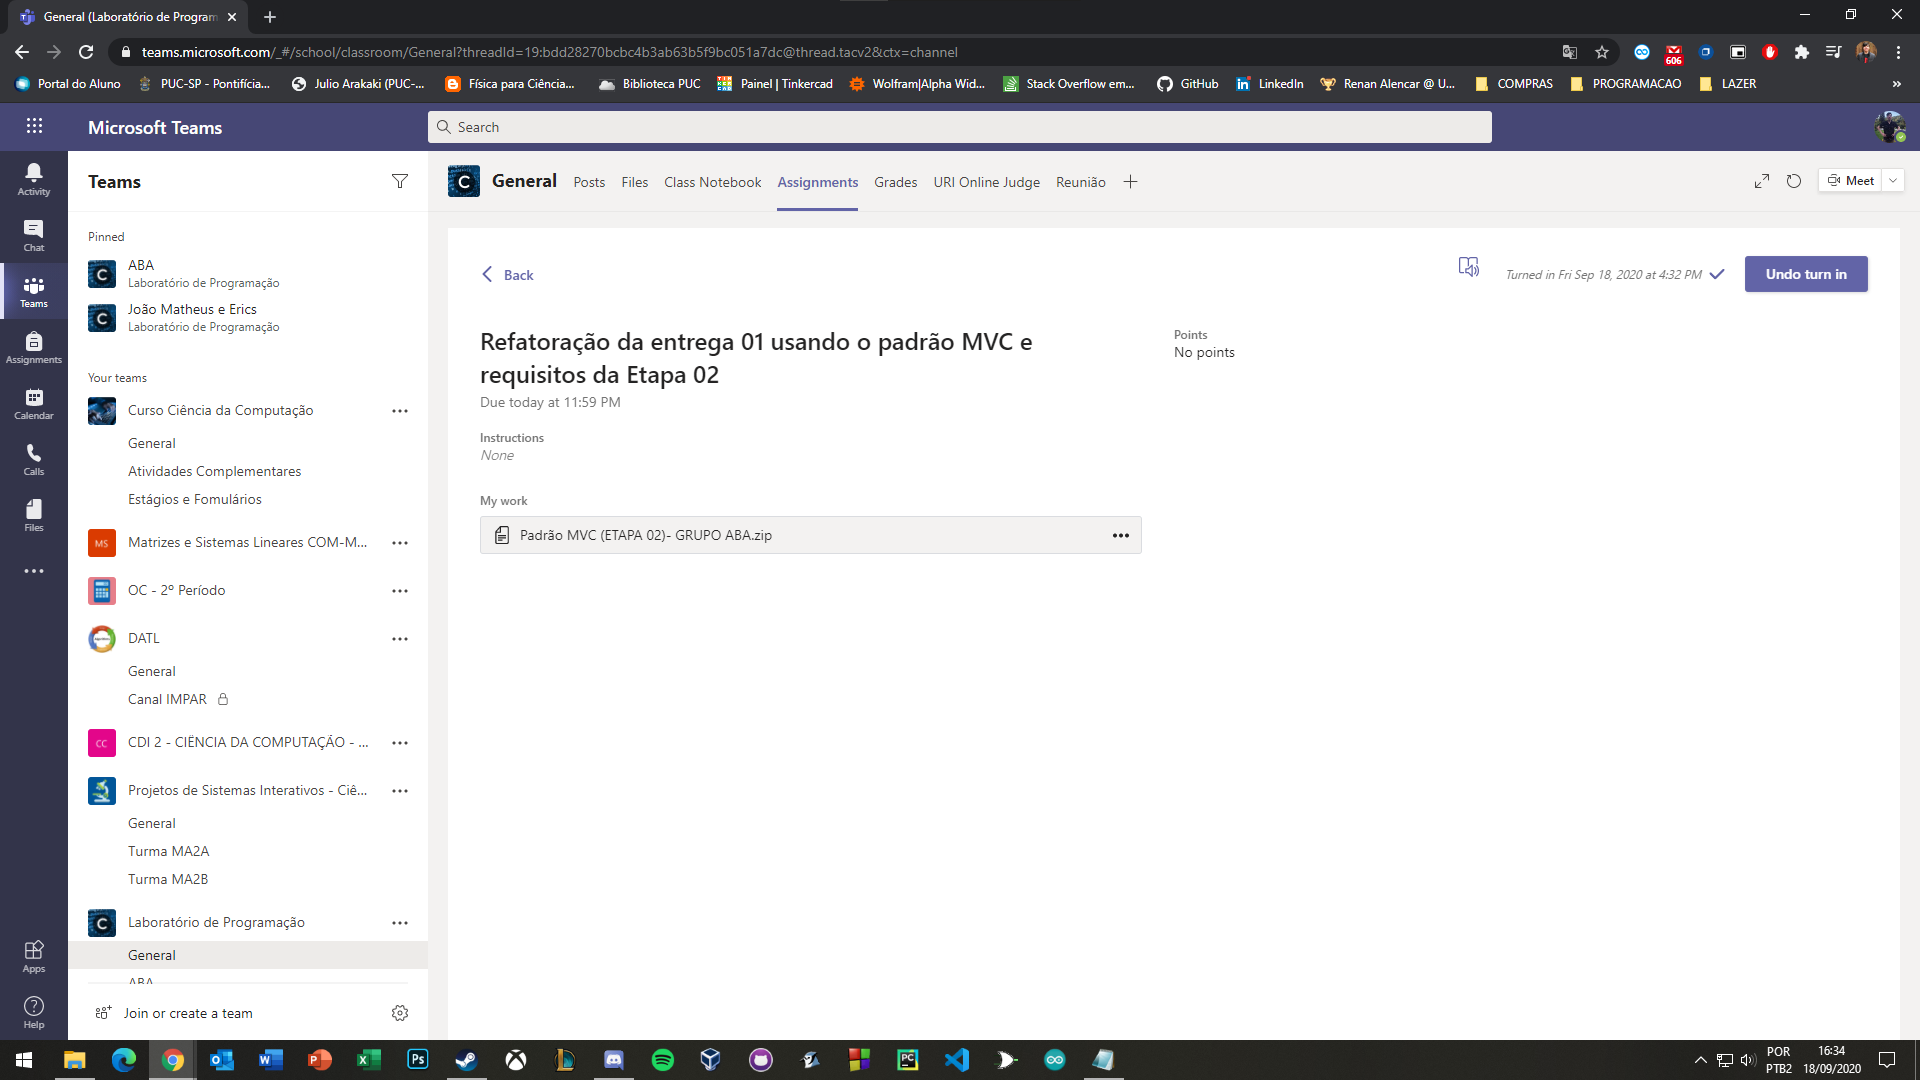 General (Laboratório de Program
teams.microsoft.com/_#/school/classroom/General?threadId=19:bdd28270bcbc4b3ab63b5f9bc051a7dc@thread.tacv2&ctx=channel
606
Portal do Aluno
PUC-SP - Pontifícia...
Julio Arakaki (PUC-...
Física para Ciência...
Biblioteca PUC
Painel | Tinkercad
Wolfram|Alpha Wid...
Stack Overflow em...
GitHub
LinkedIn
Renan Alencar @ U...
COMPRAS
PROGRAMACAO
LAZER
»
Microsoft Teams
Search
Activity
Chat
Teams
Assignments
Calendar
Calls
Files
Apps
Help
Teams
Pinned
ABA
Laboratório de Programação
João Matheus e Erics
Laboratório de Programação
Your teams
Curso Ciência da Computação
General
Atividades Complementares
Estágios e Fomulários
MS
Matrizes e Sistemas Lineares COM-M...
OC - 2º Período
DATL
General
Canal IMPAR
CC
CDI 2 - CIÊNCIA DA COMPUTAÇÃO - ...
Projetos de Sistemas Interativos - Ciê...
General
Turma MA2A
Turma MA2B
Laboratório de Programação
General
ABA
Join or create a team
General
Posts
Files
Class Notebook
Assignments
Grades
URI Online Judge
Reunião
Meet
Back
Turned in Fri Sep 18, 2020 at 4:32 PM
Undo turn in
Refatoração da entrega 01 usando o padrão MVC e
requisitos da Etapa 02
Due today at 11:59 PM
Points
No points
Instructions
None
My work
Padrão MVC (ETAPA 02)- GRUPO ABA.zip
POR
PTB2
16:34
18/09/2020